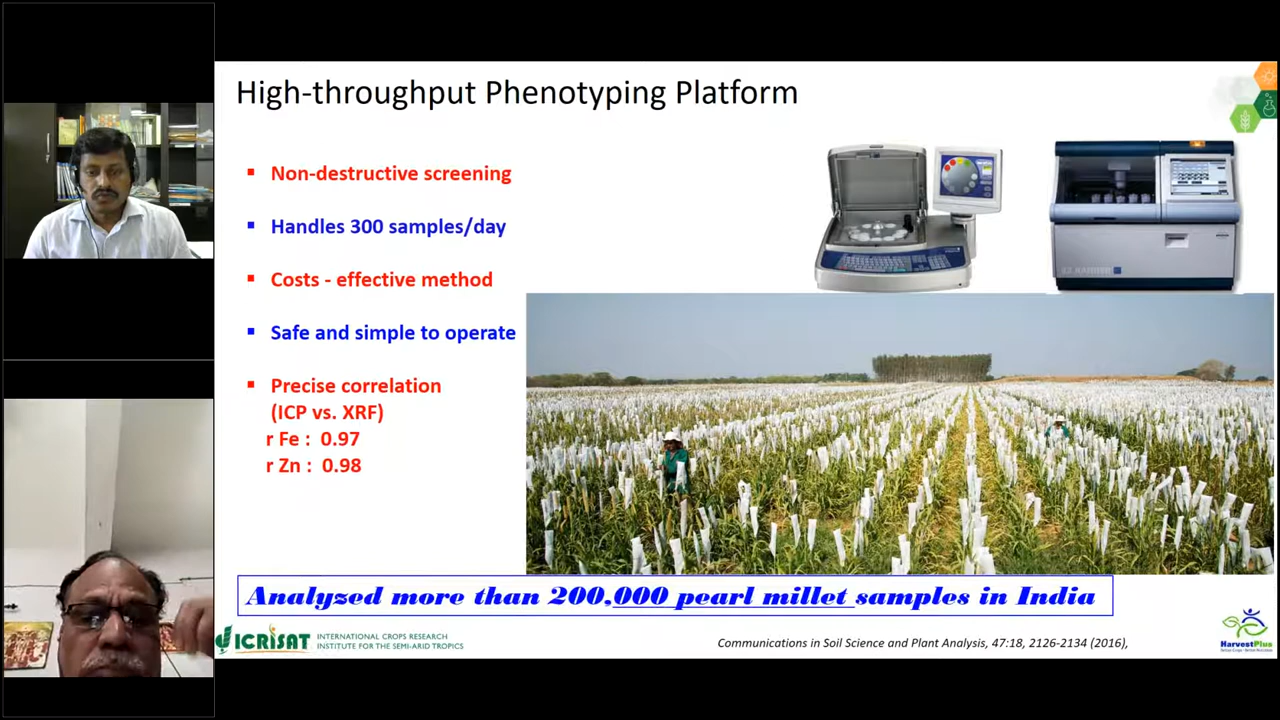 High-throughput Phenotyping Platform
▪ Non-destructive screening
▪ Handles 300 samples/day
▪ Costs - effective method
▪ Safe and simple to operate
▪ Precise correlation
(ICP vs. XRF)
r Fe : 0.97
r Zn : 0.98
Analyzed more than 200,000 pearl millet samples in India
ICRISAT
INTERNATIONAL CROPS RESEARCH
INSTITUTE FOR THE SEMI-ARID TROPICS
Communications in Soil Science and Plant Analysis, 47:18, 2126-2134 (2016),
HarvestPlus